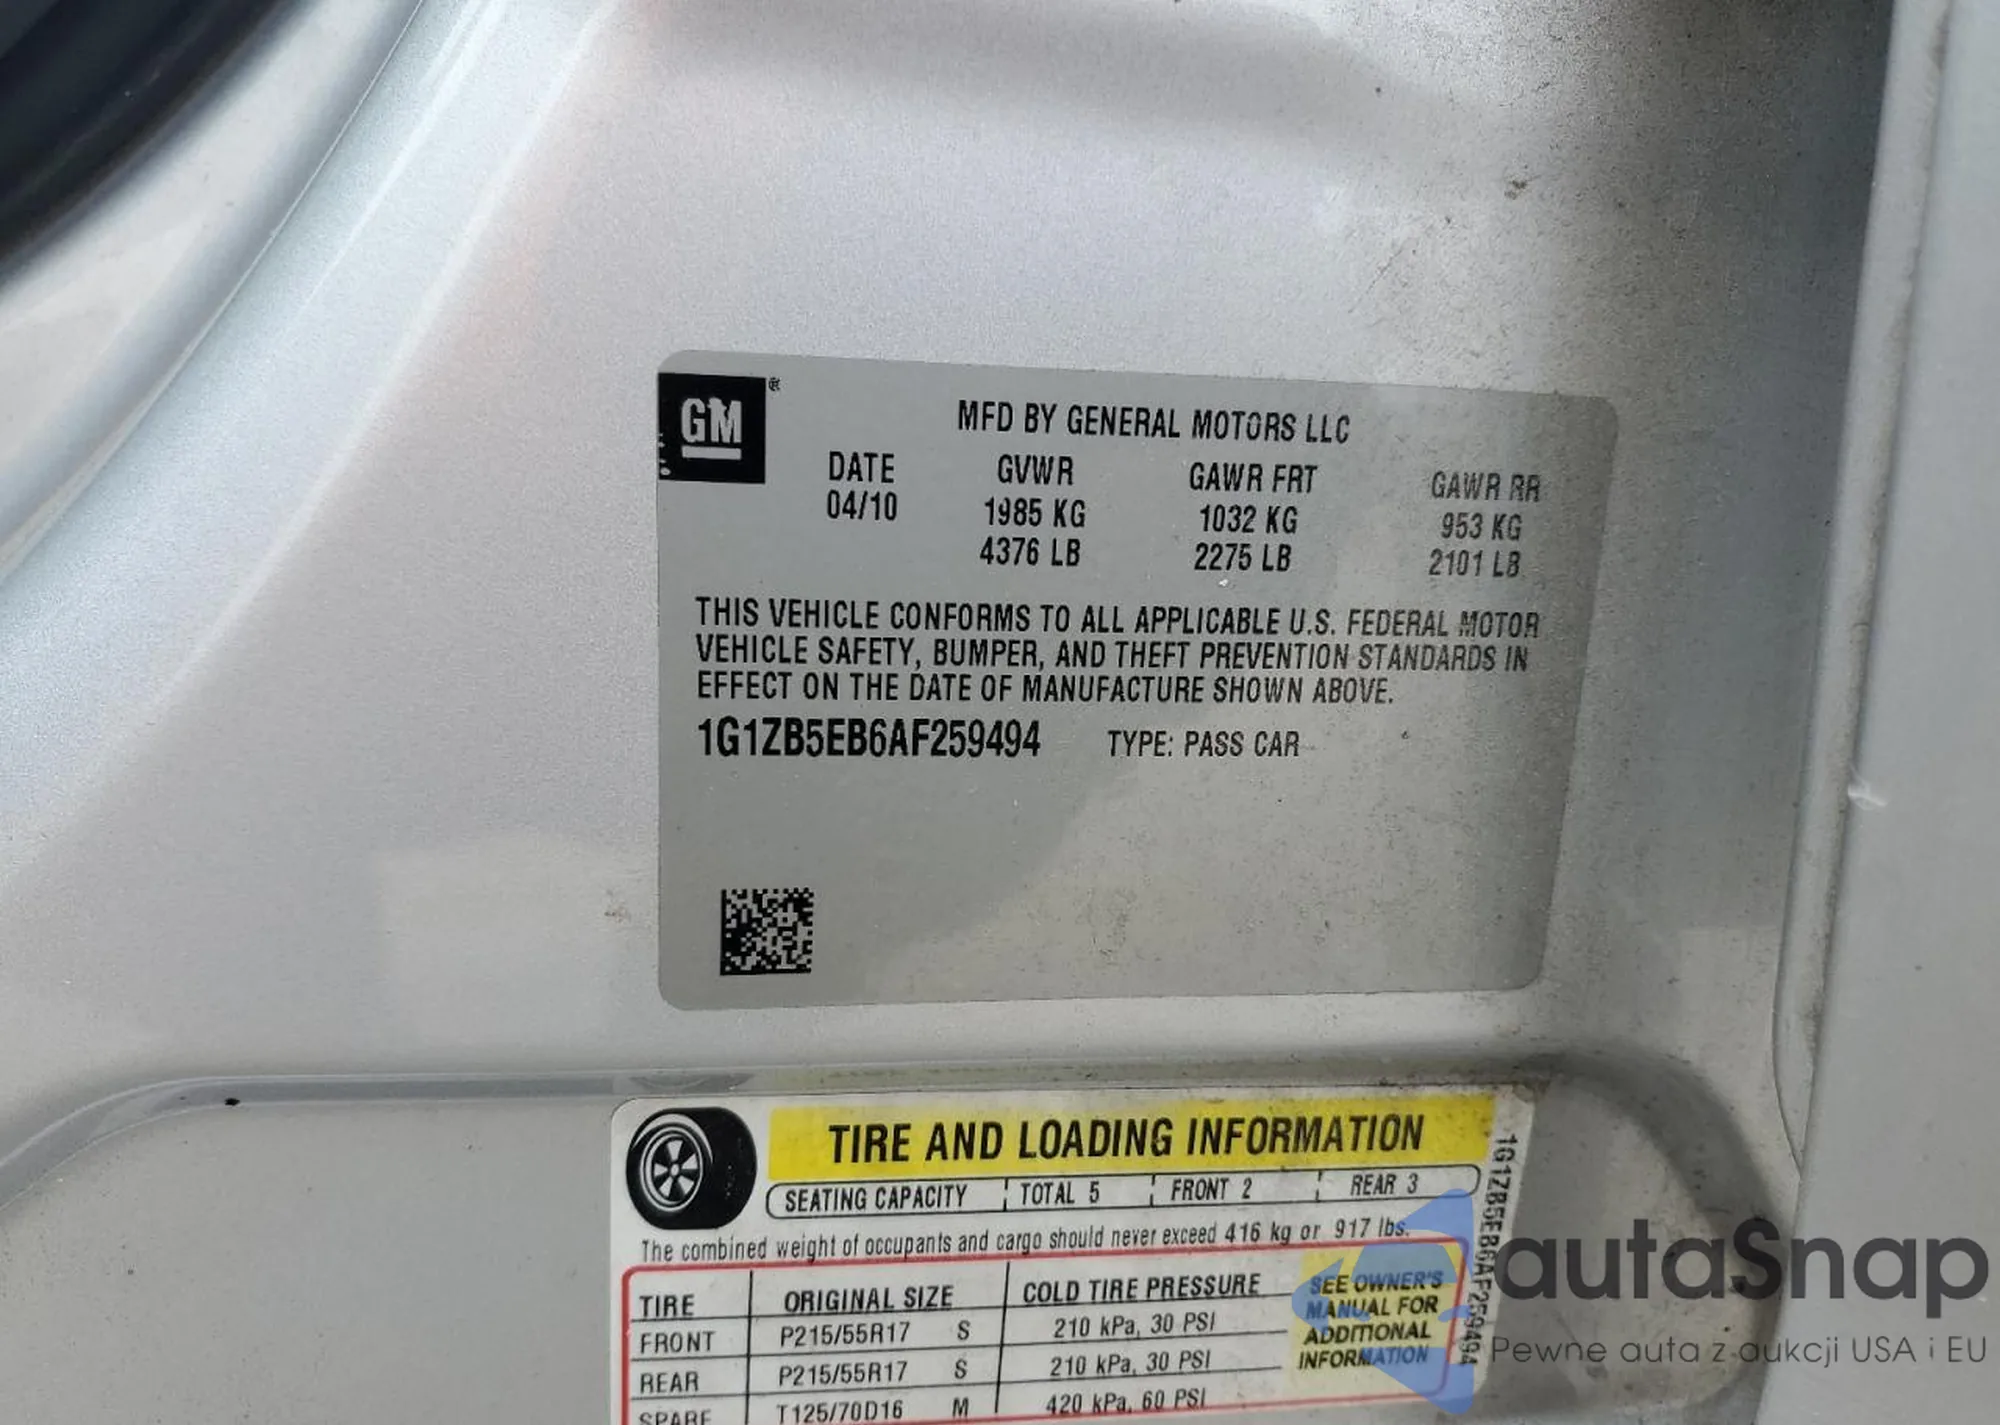 GM ®
MFD BY GENERAL MOTORS LLC
DATE GVWR GAWR FRT GAWR RR
04/10 1985 KG 1032 KG 953 KG
4376 LB 2275 LB 2101 LB
THIS VEHICLE CONFORMS TO ALL APPLICABLE U.S. FEDERAL MOTOR
VEHICLE SAFETY, BUMPER, AND THEFT PREVENTION STANDARDS IN
EFFECT ON THE DATE OF MANUFACTURE SHOWN ABOVE.
1G1ZB5EB6AF259494 TYPE: PASS CAR
TIRE AND LOADING INFORMATION
SEATING CAPACITY TOTAL 5 FRONT 2 REAR 3
The combined weight of occupants and cargo should never exceed 416 kg or 917 lbs.
TIRE ORIGINAL SIZE COLD TIRE PRESSURE
FRONT P215/55R17 S 210 kPa, 30 PSI
REAR P215/55R17 S 210 kPa, 30 PSI
SPARE T125/70D16 M 420 kPa, 60 PSI
SEE OWNER'S
MANUAL FOR
ADDITIONAL
INFORMATION
1G1ZB5EB6AF259494
autaSnap
Pewne auta z aukcji USA i EU